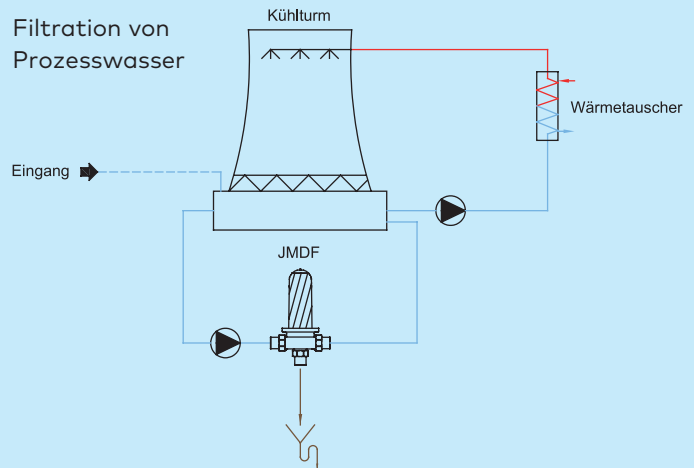 Filtration von
Prozesswasser
Kühlturm
Wärmetauscher
Eingang
JMDF